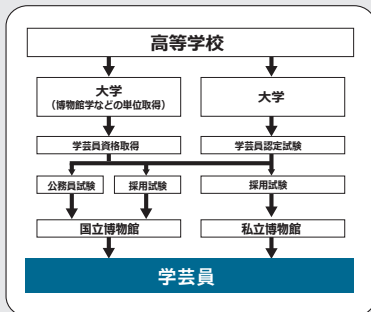 高等学校
大学
（博物館学などの単位取得）
大学
学芸員資格取得
学芸員認定試験
公務員試験
採用試験
採用試験
国立博物館
私立博物館
学芸員